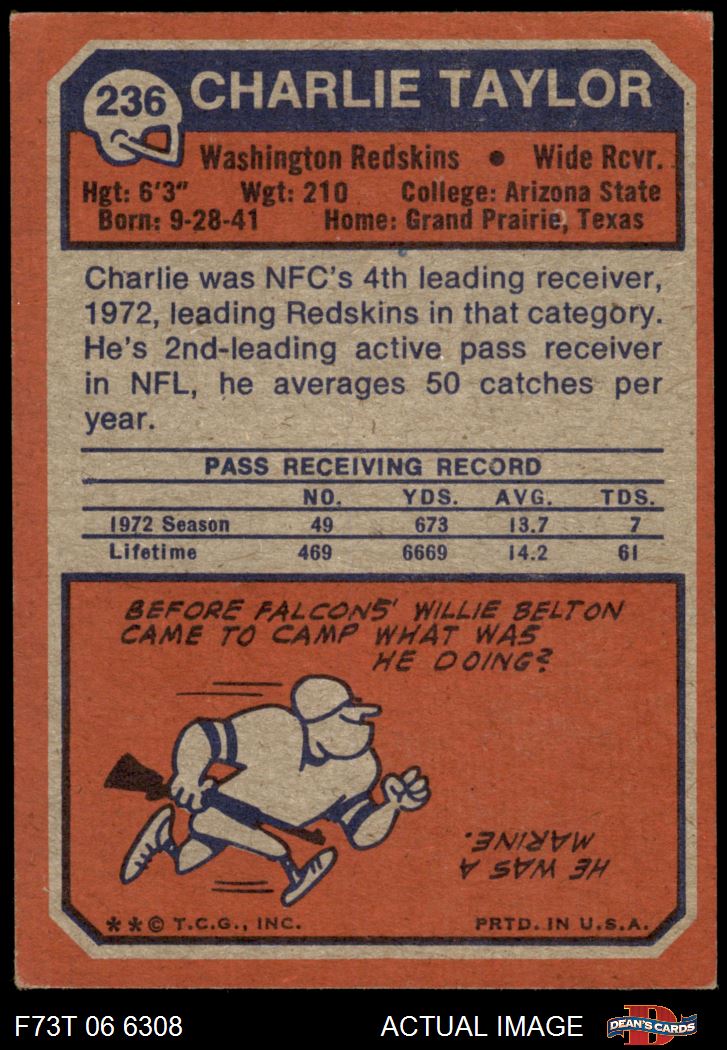 236 CHARLIE TAYLOR
Washington Redskins • Wide Rcvr.
Hgt: 6'3" Wgt: 210 College: Arizona State
Born: 9-28-41 Home: Grand Prairie, Texas
Charlie was NFC's 4th leading receiver,
1972, leading Redskins in that category.
He's 2nd-leading active pass receiver
in NFL, he averages 50 catches per
year.
PASS RECEIVING RECORD
NO. YDS. AVG. TDS.
1972 Season 49 673 13.7 7
Lifetime 469 6669 14.2 61
BEFORE FALCONS' WILLIE BELTON
CAME TO CAMP WHAT WAS
HE DOING?
HE WAS A
MARINE.
**© T.C.G., INC. PRTD. IN U.S.A.
F73T 06 6308 ACTUAL IMAGE DEAN'S CARDS